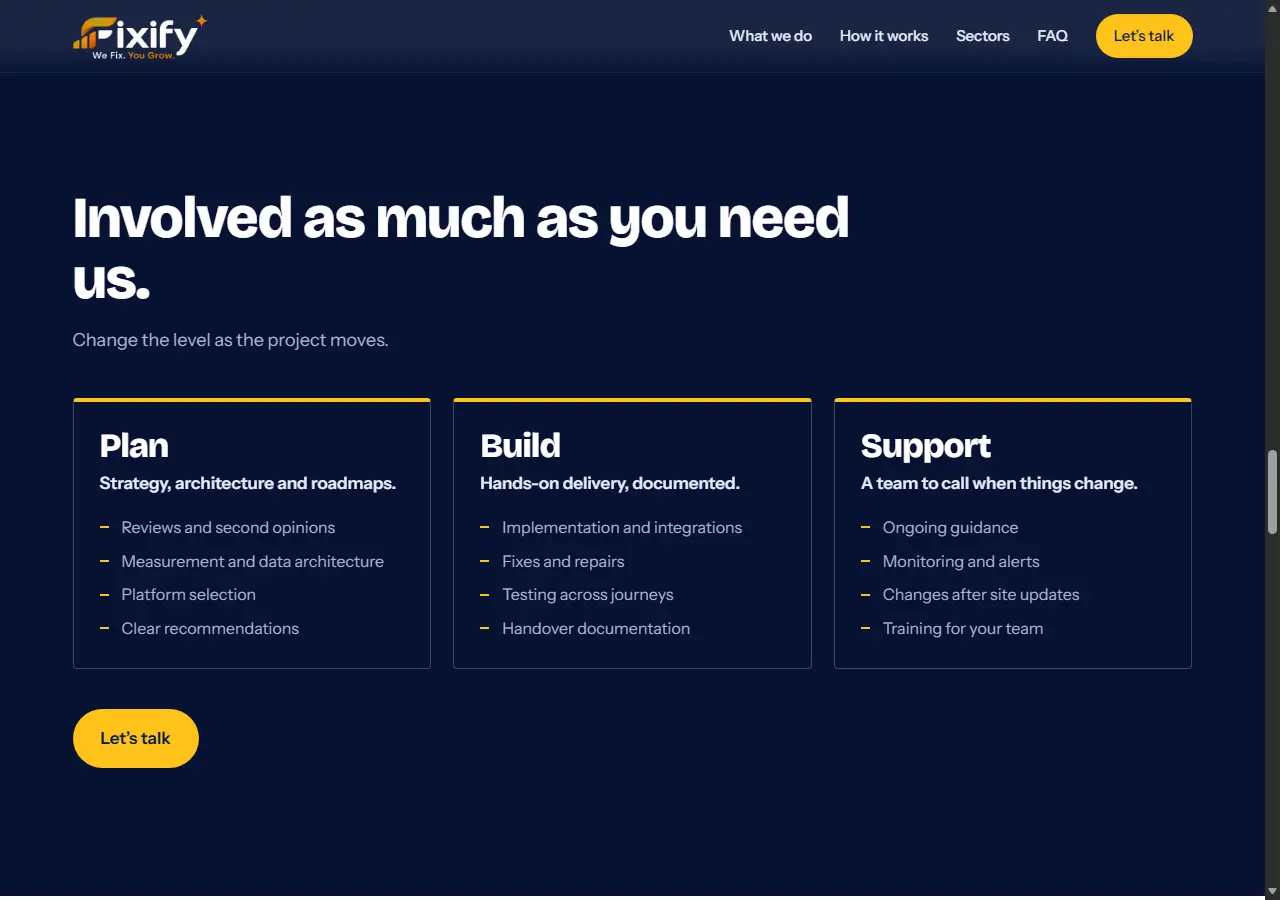 Fixify
We Fix. You Grow.
What we do
How it works
Sectors
FAQ
Let’s talk
Involved as much as you need
us.
Change the level as the project moves.
Plan
Strategy, architecture and roadmaps.
Reviews and second opinions
Measurement and data architecture
Platform selection
Clear recommendations
Build
Hands-on delivery, documented.
Implementation and integrations
Fixes and repairs
Testing across journeys
Handover documentation
Support
A team to call when things change.
Ongoing guidance
Monitoring and alerts
Changes after site updates
Training for your team
Let’s talk